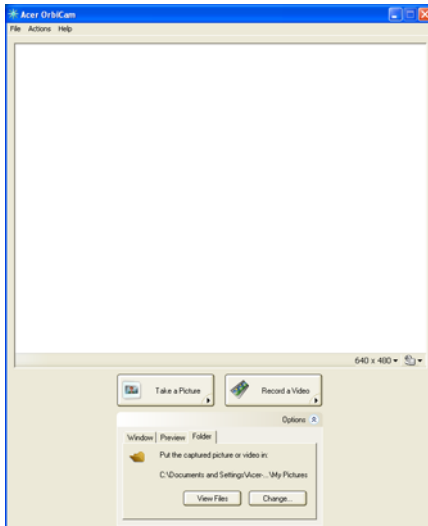 Acer OrbiCam
File Actions Help
640 x 480
Take a Picture Record a Video
Options
Window Preview Folder
Put the captured picture or video in:
C:\Documents and Settings\Acer-...\My Pictures
View Files Change...